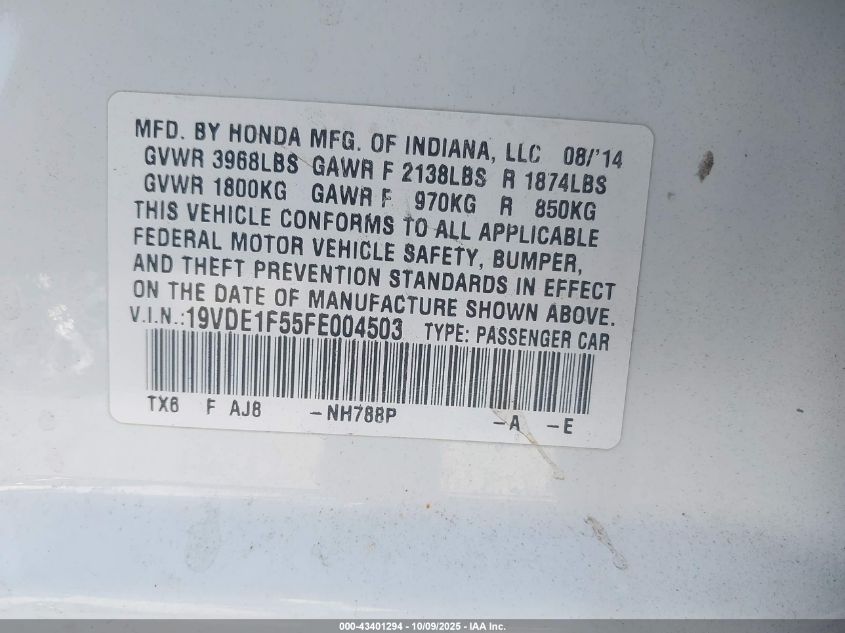 MFD. BY HONDA MFG. OF INDIANA, LLC 08/'14
GVWR 3968LBS GAWR F 2138LBS R 1874LBS
GVWR 1800KG GAWR F 970KG R 850KG
THIS VEHICLE CONFORMS TO ALL APPLICABLE
FEDERAL MOTOR VEHICLE SAFETY, BUMPER,
AND THEFT PREVENTION STANDARDS IN EFFECT
ON THE DATE OF MANUFACTURE SHOWN ABOVE.
V.I.N.:19VDE1F55FE004503 TYPE: PASSENGER CAR
TX6 F AJ8 -NH788P -A -E
000-43401294 - 10/09/2025 - IAA Inc.